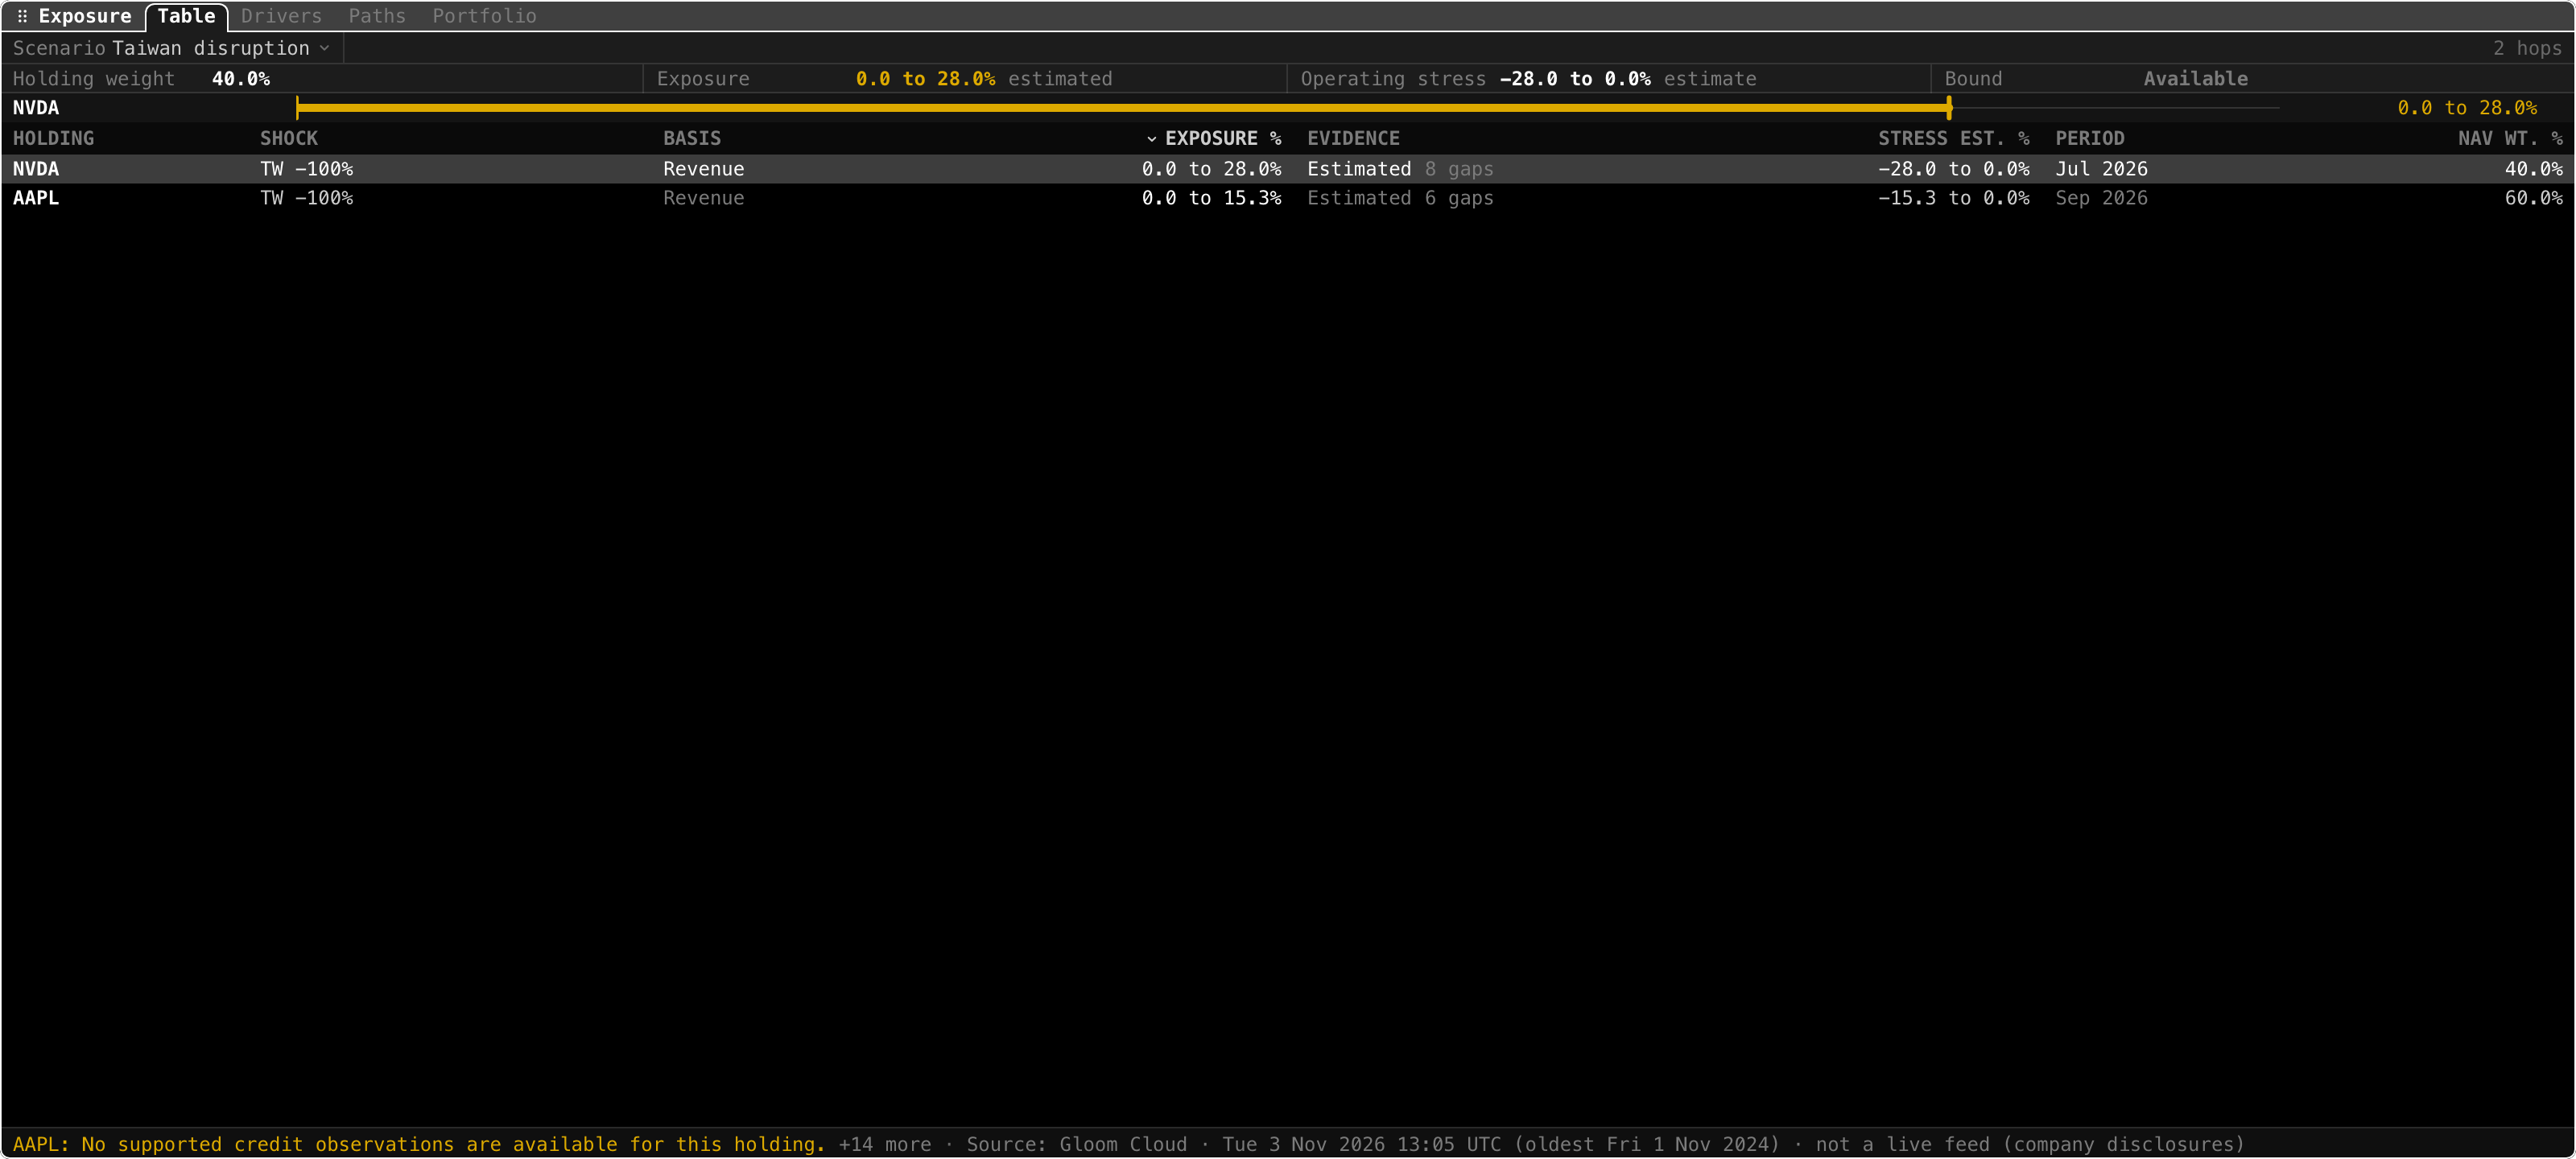 ⠿ Exposure Table Drivers Paths Portfolio
Scenario Taiwan disruption 2 hops
Holding weight 40.0% Exposure 0.0 to 28.0% estimated Operating stress −28.0 to 0.0% estimate Bound Available
NVDA 0.0 to 28.0%
HOLDING SHOCK BASIS EXPOSURE % EVIDENCE STRESS EST. % PERIOD NAV WT. %
NVDA TW −100% Revenue 0.0 to 28.0% Estimated 8 gaps −28.0 to 0.0% Jul 2026 40.0%
AAPL TW −100% Revenue 0.0 to 15.3% Estimated 6 gaps −15.3 to 0.0% Sep 2026 60.0%
AAPL: No supported credit observations are available for this holding. +14 more · Source: Gloom Cloud · Tue 3 Nov 2026 13:05 UTC (oldest Fri 1 Nov 2024) · not a live feed (company disclosures)